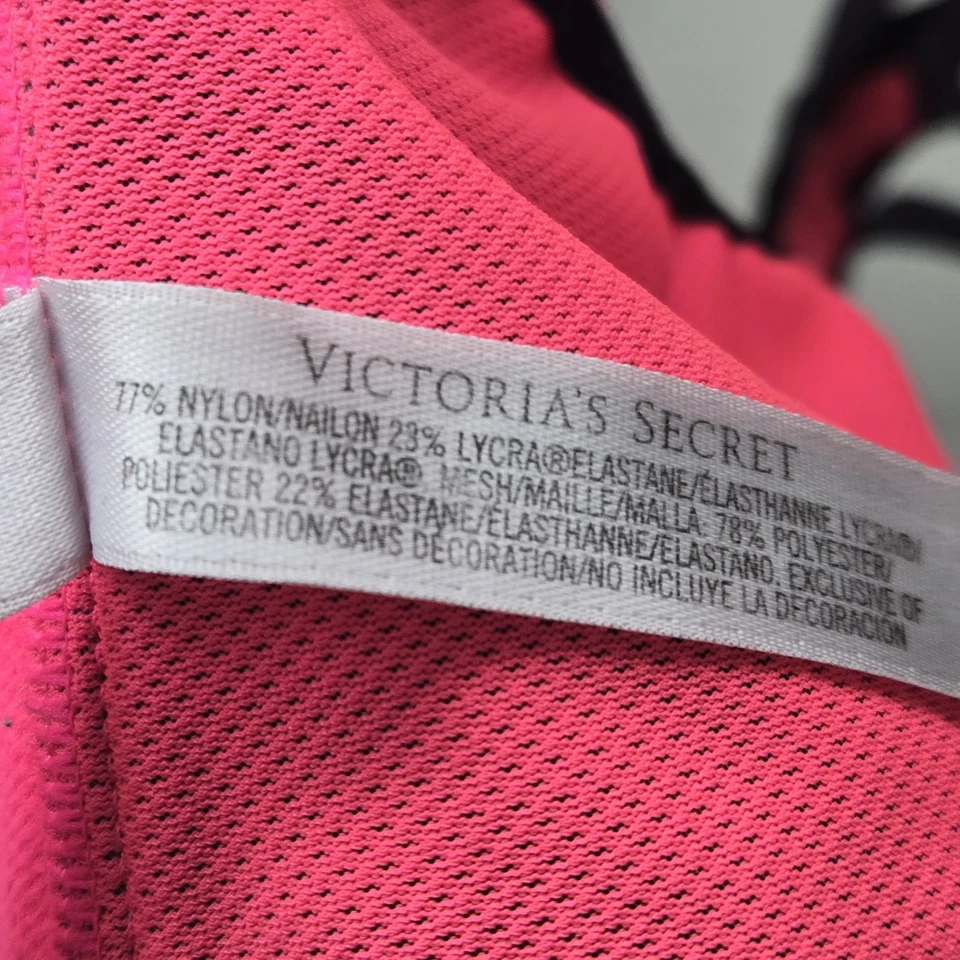 VICTORIA'S SECRET
77% NYLON/NAILON 23% LYCRA®ELASTANE/ÉLASTHANNE LYCRA®/
ELASTANO LYCRA® MESH/MAILLE/MALLA: 78% POLYESTER/
POLIESTER 22% ELASTANE/ÉLASTHANNE/ELASTANO. EXCLUSIVE OF
DECORATION/SANS DÉCORATION/NO INCLUYE LA DECORACIÓN